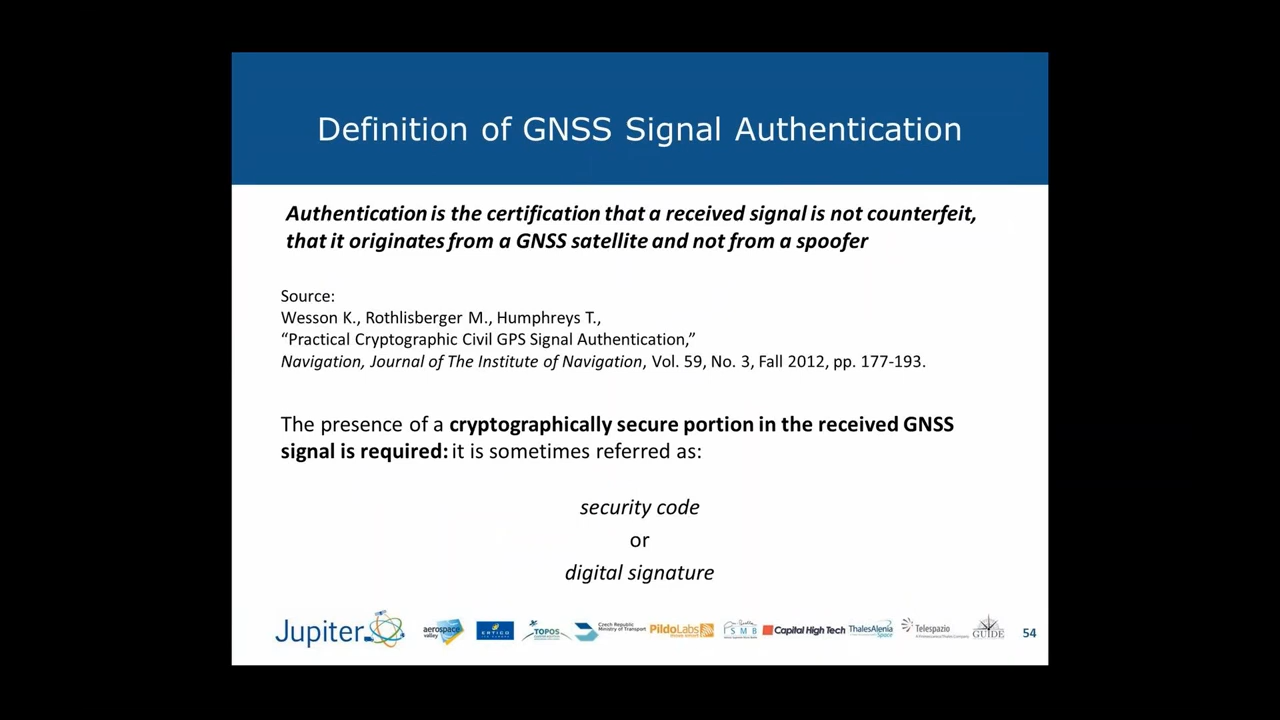 Definition of GNSS Signal Authentication
Authentication is the certification that a received signal is not counterfeit,
that it originates from a GNSS satellite and not from a spoofer
Source:
Wesson K., Rothlisberger M., Humphreys T.,
“Practical Cryptographic Civil GPS Signal Authentication,”
Navigation, Journal of The Institute of Navigation, Vol. 59, No. 3, Fall 2012, pp. 177-193.
The presence of a cryptographically secure portion in the received GNSS
signal is required: it is sometimes referred as:
security code
or
digital signature
Jupiter
aerospace
valley
ERTICO
TOPOS
Czech Republic
Ministry of Transport
PildoLabs
ISMB
Capital High Tech
ThalesAlenia
Space
Telespazio
GUIDE
54